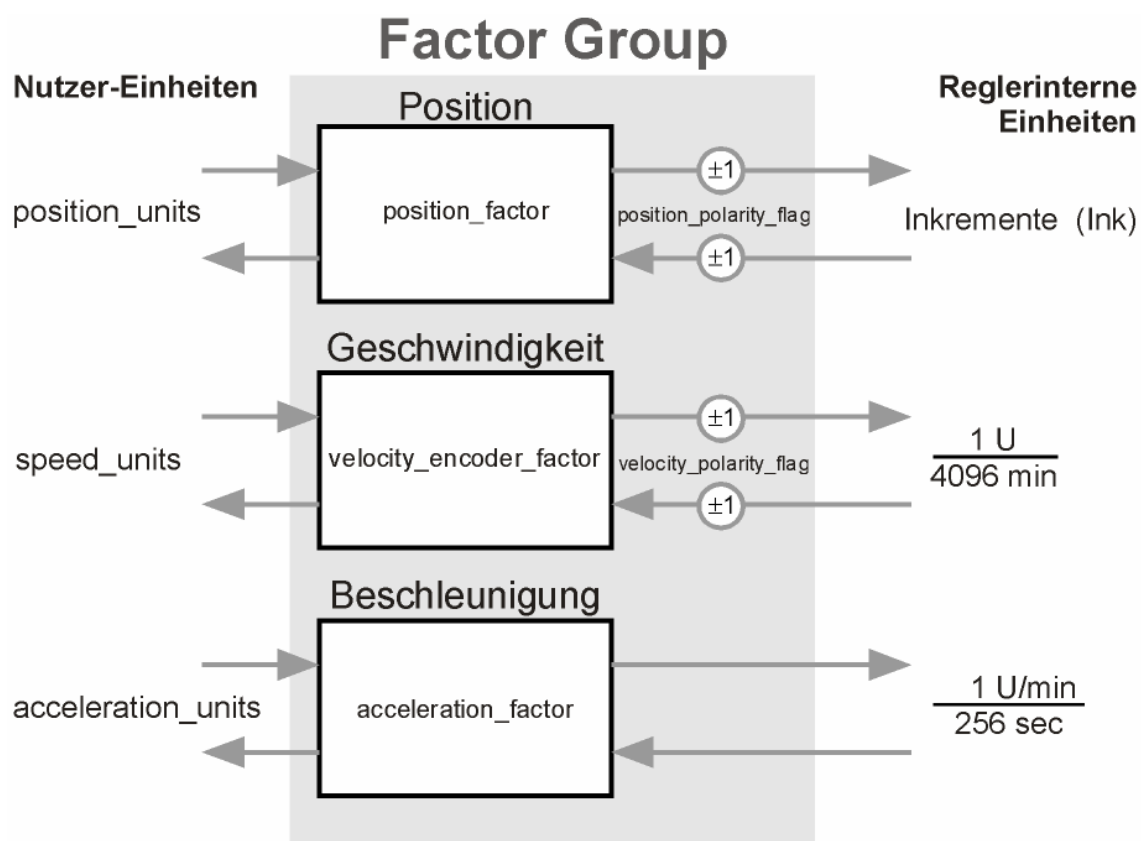 Factor Group
Nutzer-Einheiten
Reglerinterne
Einheiten
Position
position_units
position_factor
±1
position_polarity_flag
±1
Inkremente (Ink)
Geschwindigkeit
speed_units
velocity_encoder_factor
±1
velocity_polarity_flag
±1
1 U
4096 min
Beschleunigung
acceleration_units
acceleration_factor
1 U/min
256 sec